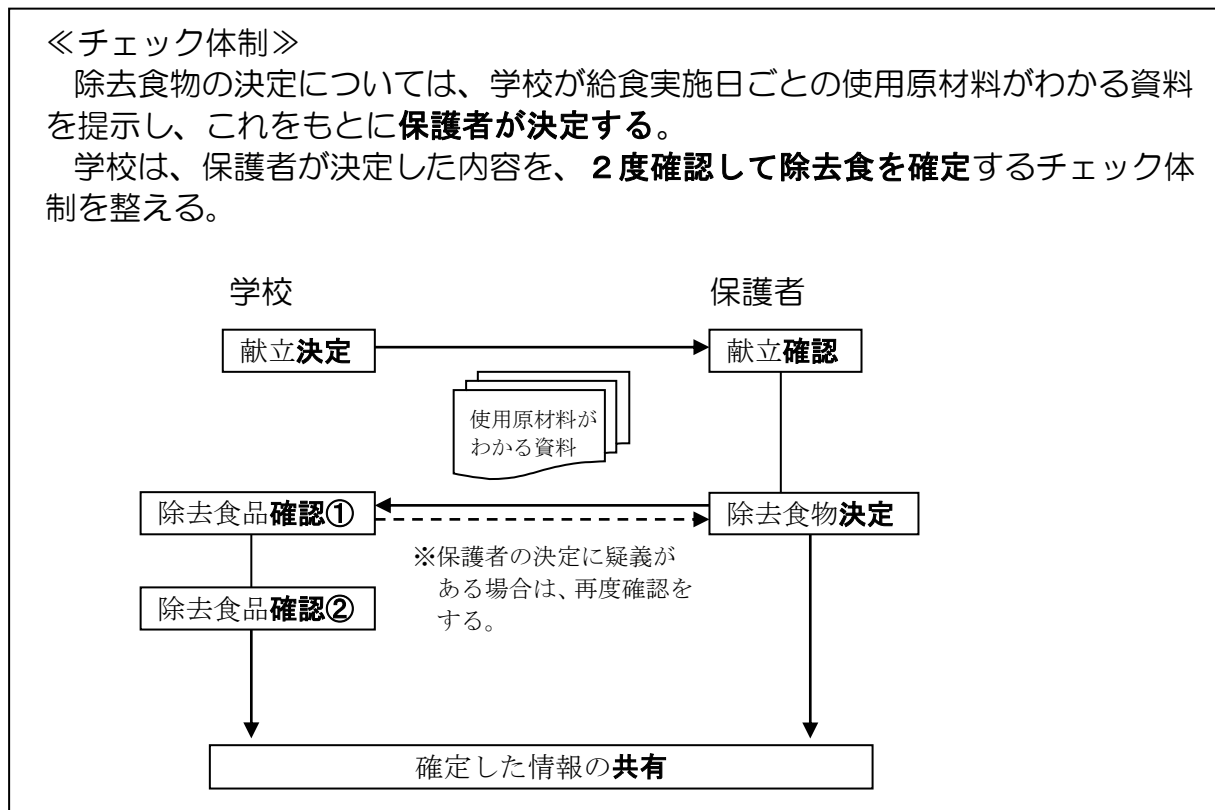 ≪チェック体制≫
除去食物の決定については、学校が給食実施日ごとの使用原材料がわかる資料
を提示し、これをもとに保護者が決定する。
学校は、保護者が決定した内容を、２度確認して除去食を確定するチェック体
制を整える。
学校
保護者
献立決定
献立確認
使用原材料が
わかる資料
除去食品確認①
除去食物決定
※保護者の決定に疑義が
ある場合は、再度確認を
する。
除去食品確認②
確定した情報の共有